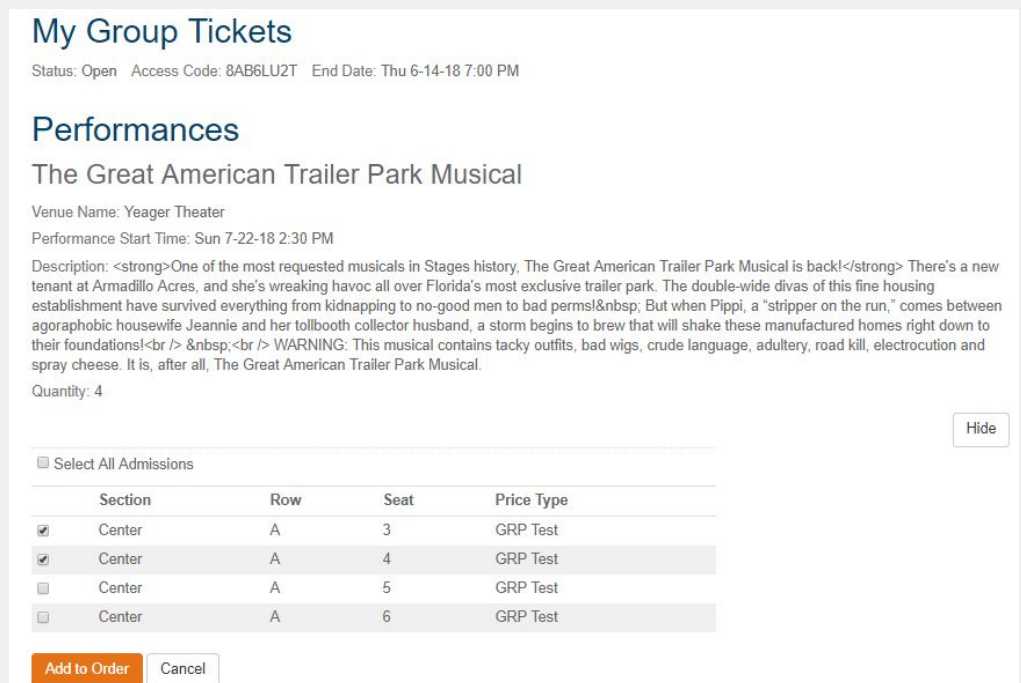 My Group Tickets
Status: Open Access Code: 8AB6LU2T End Date: Thu 6-14-18 7:00 PM
Performances
The Great American Trailer Park Musical
Venue Name: Yeager Theater
Performance Start Time: Sun 7-22-18 2:30 PM
Description: <strong>One of the most requested musicals in Stages history, The Great American Trailer Park Musical is back!</strong> There's a new
tenant at Armadillo Acres, and she's wreaking havoc all over Florida's most exclusive trailer park. The double-wide divas of this fine housing
establishment have survived everything from kidnapping to no-good men to bad perms!&nbsp; But when Pippi, a “stripper on the run,” comes between
agoraphobic housewife Jeannie and her tollbooth collector husband, a storm begins to brew that will shake these manufactured homes right down to
their foundations!<br /> &nbsp;<br /> WARNING: This musical contains tacky outfits, bad wigs, crude language, adultery, road kill, electrocution and
spray cheese. It is, after all, The Great American Trailer Park Musical.
Quantity: 4
Hide
Select All Admissions
Section Row Seat Price Type
Center A 3 GRP Test
Center A 4 GRP Test
Center A 5 GRP Test
Center A 6 GRP Test
Add to Order Cancel